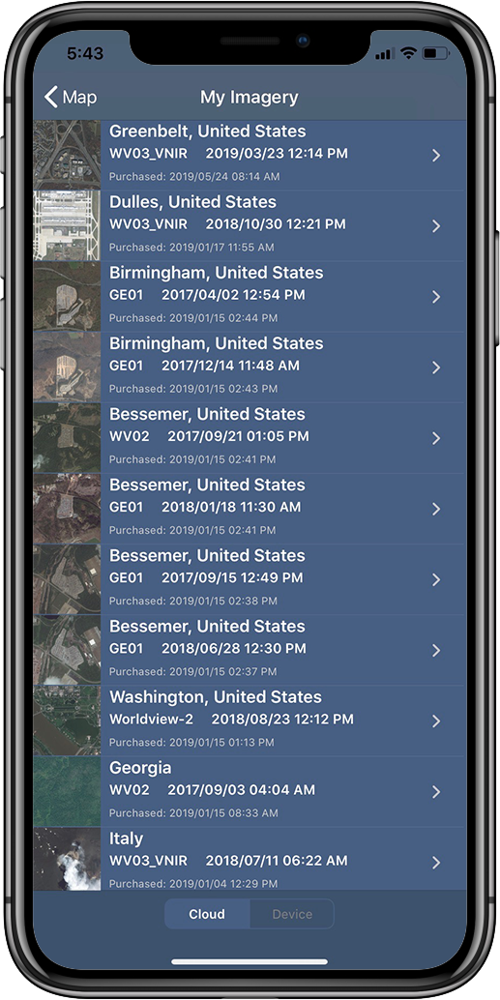 5:43
Map
My Imagery
Greenbelt, United States
WV03_VNIR 2019/03/23 12:14 PM
Purchased: 2019/05/24 08:14 AM
Dulles, United States
WV03_VNIR 2018/10/30 12:21 PM
Purchased: 2019/01/17 11:55 AM
Birmingham, United States
GE01 2017/04/02 12:54 PM
Purchased: 2019/01/15 02:44 PM
Birmingham, United States
GE01 2017/12/14 11:48 AM
Purchased: 2019/01/15 02:43 PM
Bessemer, United States
WV02 2017/09/21 01:05 PM
Purchased: 2019/01/15 02:41 PM
Bessemer, United States
GE01 2018/01/18 11:30 AM
Purchased: 2019/01/15 02:41 PM
Bessemer, United States
GE01 2017/09/15 12:49 PM
Purchased: 2019/01/15 02:38 PM
Bessemer, United States
GE01 2018/06/28 12:30 PM
Purchased: 2019/01/15 02:37 PM
Washington, United States
Worldview-2 2018/08/23 12:12 PM
Purchased: 2019/01/15 01:13 PM
Georgia
WV02 2017/09/03 04:04 AM
Purchased: 2019/01/15 08:33 AM
Italy
WV03_VNIR 2018/07/11 06:22 AM
Purchased: 2019/01/04 12:29 PM
Cloud Device